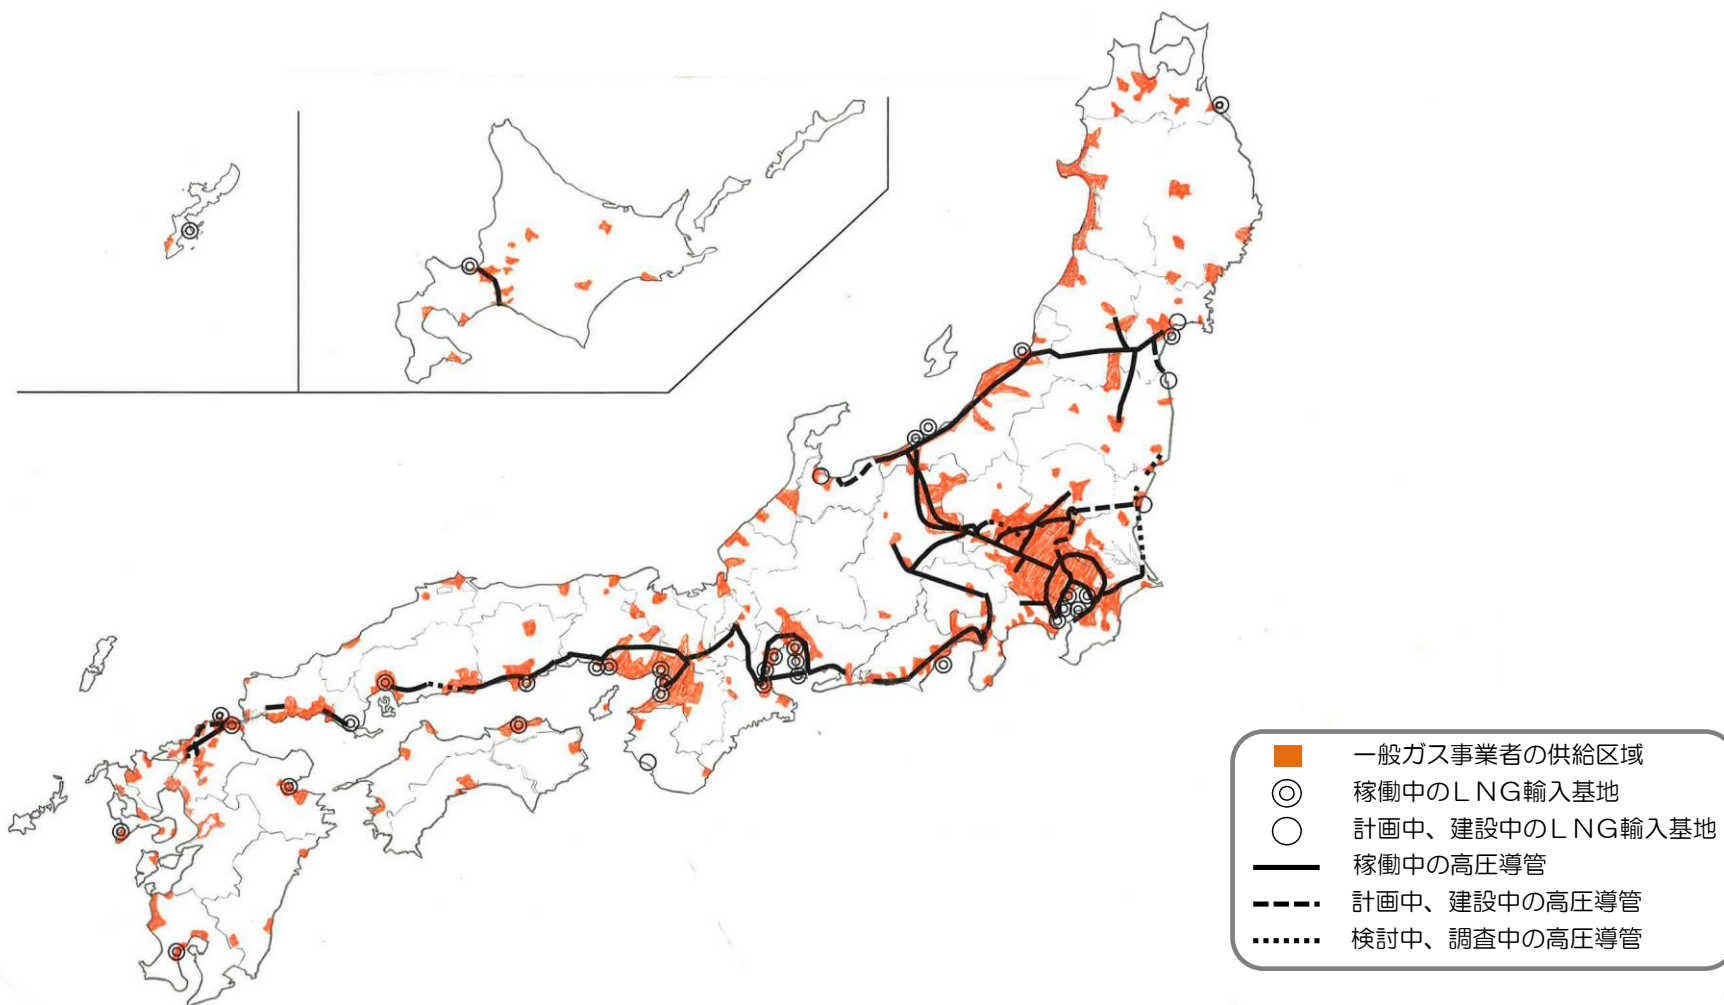 一般ガス事業者の供給区域
稼働中のLNG輸入基地
計画中、建設中のLNG輸入基地
稼働中の高圧導管
計画中、建設中の高圧導管
検討中、調査中の高圧導管